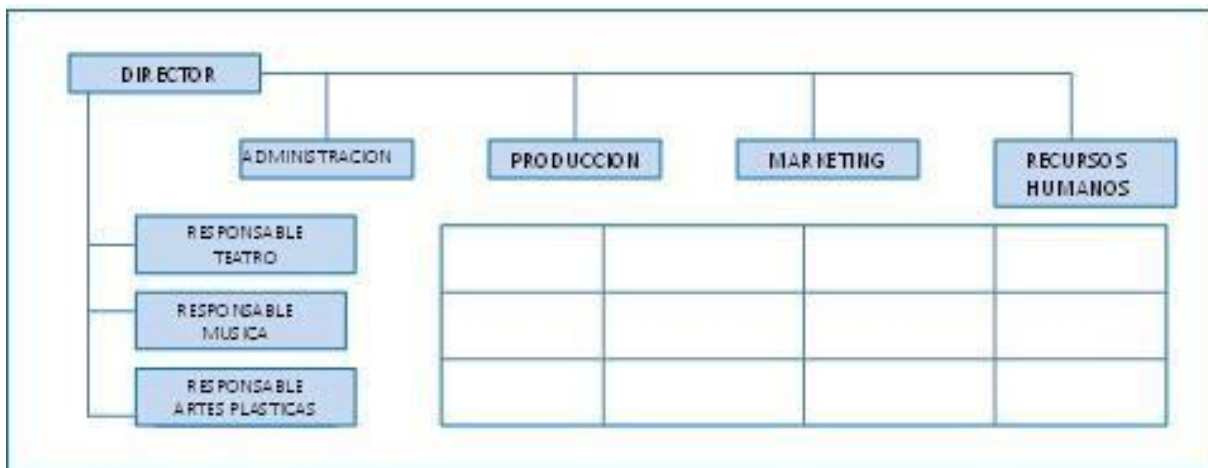 DIRECTOR
ADMINISTRACION
PRODUCCION
MARKETING
RECURSOS
HUMANOS
RESPONSABLE
TEATRO
RESPONSABLE
MUSICA
RESPONSABLE
ARTES PLASTICAS